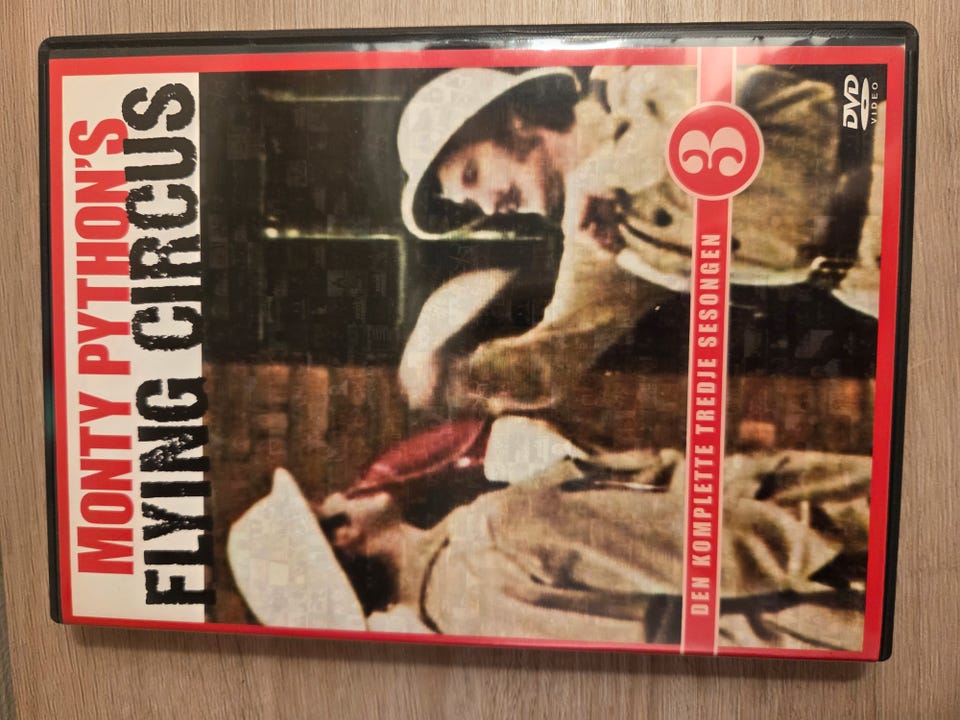 MONTY PYTHON'S
FLYING CIRCUS
3
DEN KOMPLETTE TREDJE SESONGEN
DVD
VIDEO